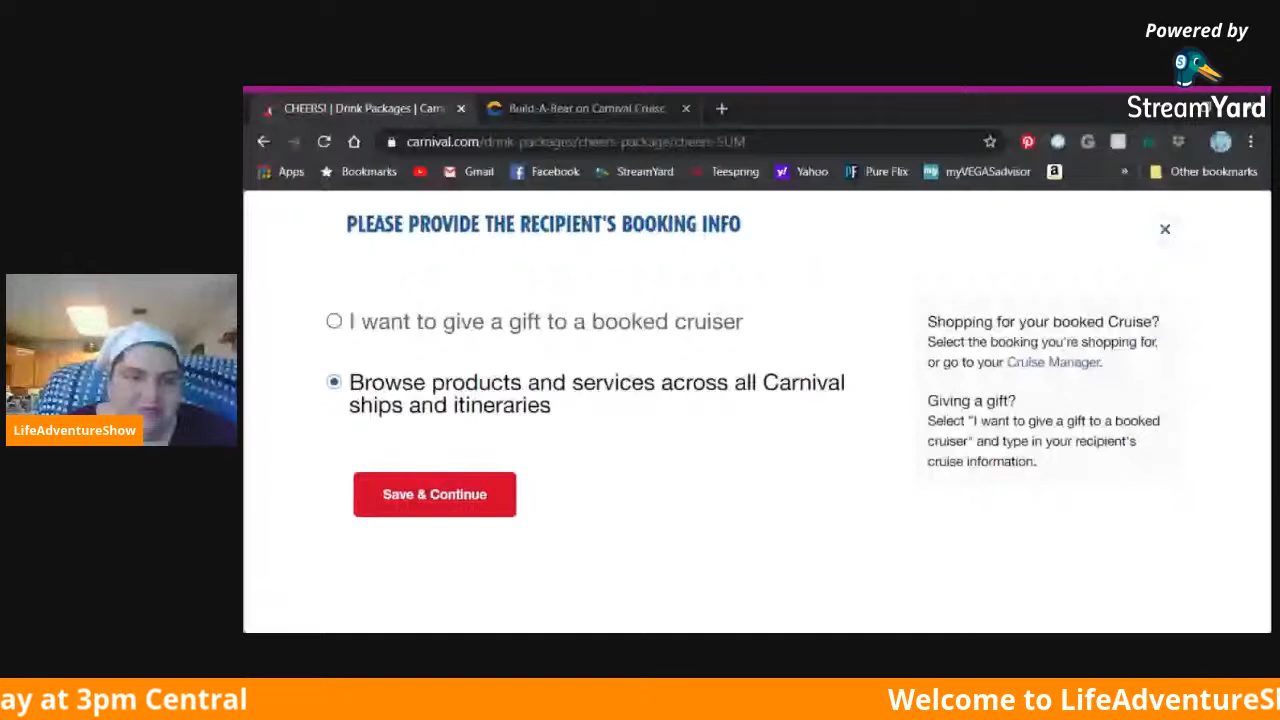 Powered by
StreamYard
CHEERS! | Drink Packages | Carn
Build-A-Bear on Carnival Cruise
carnival.com/drink-packages/cheers-package/cheers-SUM
Apps Bookmarks Gmail Facebook StreamYard Teespring Yahoo Pure Flix myVEGASadvisor » Other bookmarks
PLEASE PROVIDE THE RECIPIENT'S BOOKING INFO
I want to give a gift to a booked cruiser
Browse products and services across all Carnival
ships and itineraries
Save & Continue
Shopping for your booked Cruise?
Select the booking you're shopping for,
or go to your Cruise Manager.
Giving a gift?
Select "I want to give a gift to a booked
cruiser" and type in your recipient's
cruise information.
LifeAdventureShow
ay at 3pm Central
Welcome to LifeAdventureSh